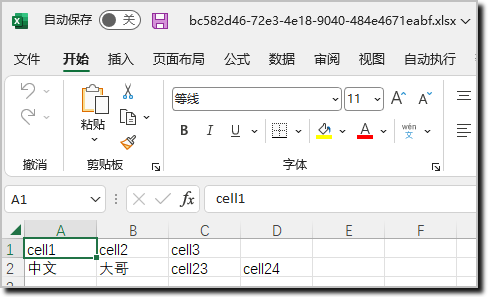 自动保存 关 bc582d46-72e3-4e18-9040-484e4671eabf.xlsx
文件 开始 插入 页面布局 公式 数据 审阅 视图 自动执行
粘贴 等线 11 A A
B I U A wén 文
撤消 剪贴板 字体
A1 fx cell1
A B C D E F
1 cell1 cell2 cell3
2 中文 大哥 cell23 cell24